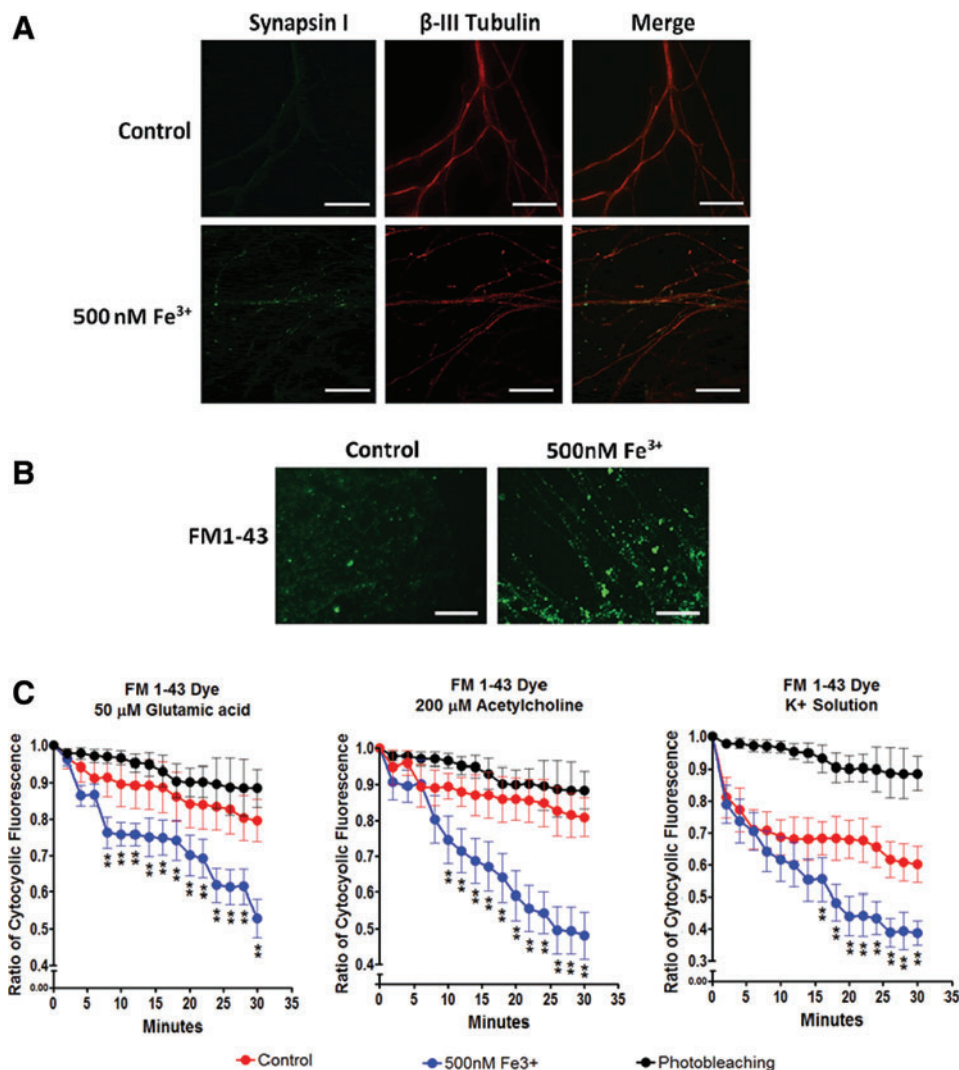 A
Synapsin I
β-III Tubulin
Merge
Control
500 nM Fe³⁺
B
Control
500nM Fe³⁺
FM1-43
C
FM 1-43 Dye
50 μM Glutamic acid
Ratio of Cytocyolic Fluorescence
1.0
0.9
0.8
0.7
0.6
0.5
0.4
0.00
** ** ** ** ** ** ** ** ** ** ** **
0 5 10 15 20 25 30 35
Minutes
FM 1-43 Dye
200 μM Acetylcholine
Ratio of Cytocyolic Fluorescence
1.0
0.9
0.8
0.7
0.6
0.5
0.4
0.00
** ** ** ** ** ** ** ** ** ** **
0 5 10 15 20 25 30 35
Minutes
FM 1-43 Dye
K+ Solution
Ratio of Cytocyolic Fluorescence
1.0
0.9
0.8
0.7
0.6
0.5
0.4
0.3
0.00
** ** ** ** ** ** ** **
0 5 10 15 20 25 30 35
Minutes
Control
500nM Fe3+
Photobleaching